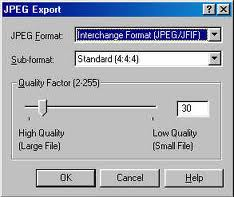 JPEG Export
JPEG Format: Interchange Format (JPEG/JFIF)
Sub-format: Standard (4:4:4)
Quality Factor (2-255)
30
High Quality Low Quality
(Large File) (Small File)
OK Cancel Help